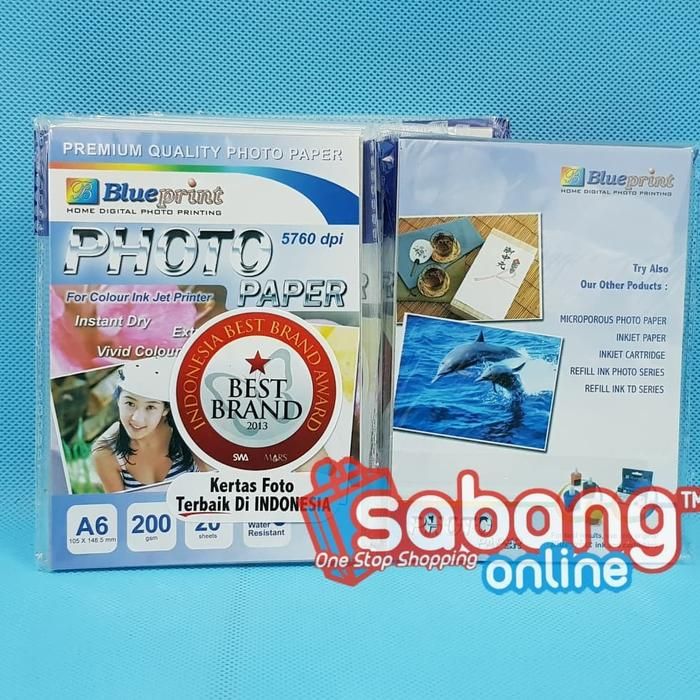 PREMIUM QUALITY PHOTO PAPER
B Blueprint
HOME DIGITAL PHOTO PRINTING
PHOTO
5760 dpi
PAPER
For Colour Ink Jet Printer
Instant Dry
Vivid Colour
INDONESIA BEST BRAND AWARD
BEST
BRAND
2013
SWA MARS
Kertas Foto
Terbaik Di INDONESIA
A6
105 X 148.5 mm
200
gsm
20
sheets
Water
Resistant
B Blueprint
HOME DIGITAL PHOTO PRINTING
Try Also
Our Other Poducts :
MICROPOROUS PHOTO PAPER
INKJET PAPER
INKJET CARTRIDGE
REFILL INK PHOTO SERIES
REFILL INK TD SERIES
sabang TM
One Stop Shopping
online